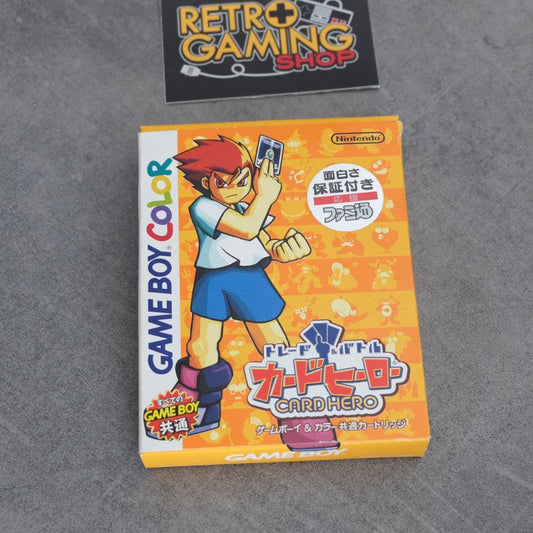 RETRO
GAMING
SHOP
Nintendo
面白さ
保証付き
応援
ファミ通
GAME BOY COLOR
トレード&バトル
カードヒーロー
CARD HERO
ゲームボーイ & カラー共通カートリッジ
すべての
GAME BOY
共通
GAME BOY